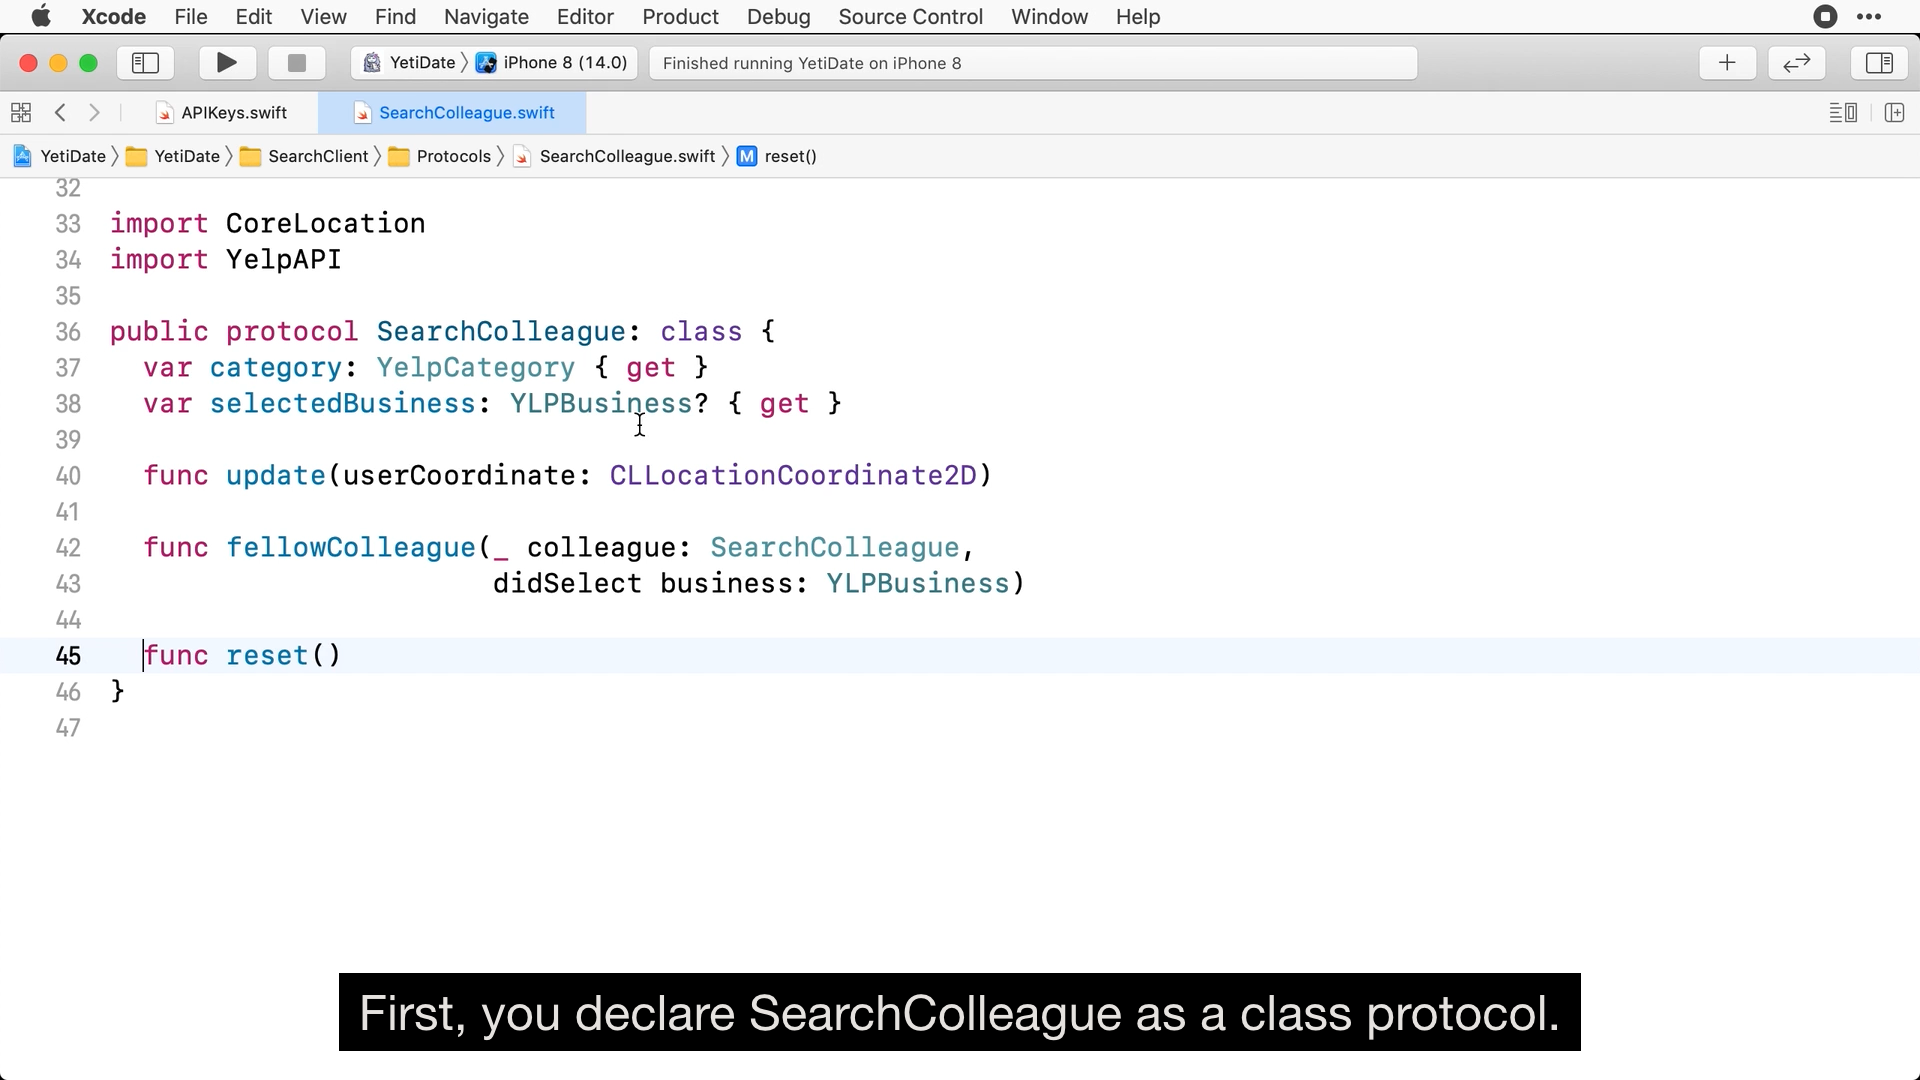 Xcode File Edit View Find Navigate Editor Product Debug Source Control Window Help
YetiDate iPhone 8 (14.0) Finished running YetiDate on iPhone 8
APIKeys.swift SearchColleague.swift
YetiDate YetiDate SearchClient Protocols SearchColleague.swift M reset()
32
33 import CoreLocation
34 import YelpAPI
35
36 public protocol SearchColleague: class {
37 var category: YelpCategory { get }
38 var selectedBusiness: YLPBusiness? { get }
39
40 func update(userCoordinate: CLLocationCoordinate2D)
41
42 func fellowColleague(_ colleague: SearchColleague,
43 didSelect business: YLPBusiness)
44
45 func reset()
46 }
47
First, you declare SearchColleague as a class protocol.